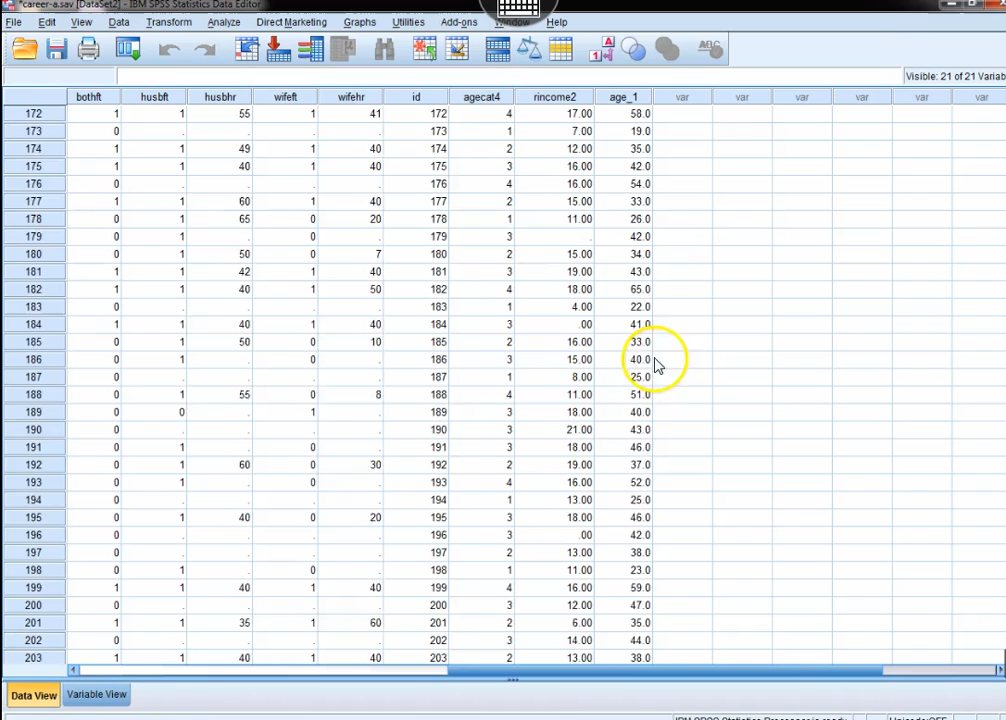 *career-a.sav [DataSet2] - IBM SPSS Statistics Data Editor
File Edit View Data Transform Analyze Direct Marketing Graphs Utilities Add-ons Window Help
Visible: 21 of 21 Variab
bothft husbft husbhr wifeft wifehr id agecat4 rincome2 age_1 var var var var var var
172 1 1 55 1 41 172 4 17.00 58.0
173 0 . . . . 173 1 7.00 19.0
174 1 1 49 1 40 174 2 12.00 35.0
175 1 1 40 1 40 175 3 16.00 42.0
176 0 . . . . 176 4 16.00 54.0
177 1 1 60 1 40 177 2 15.00 33.0
178 0 1 65 0 20 178 1 11.00 26.0
179 0 1 . 0 . 179 3 . 42.0
180 0 1 50 0 7 180 2 15.00 34.0
181 1 1 42 1 40 181 3 19.00 43.0
182 1 1 40 1 50 182 4 18.00 65.0
183 0 . . . . 183 1 4.00 22.0
184 1 1 40 1 40 184 3 .00 41.0
185 0 1 50 0 10 185 2 16.00 33.0
186 0 1 . 0 . 186 3 15.00 40.0
187 0 . . . . 187 1 8.00 25.0
188 0 1 55 0 8 188 4 11.00 51.0
189 0 0 . 1 . 189 3 18.00 40.0
190 0 . . . . 190 3 21.00 43.0
191 0 1 . 0 . 191 3 18.00 46.0
192 0 1 60 0 30 192 2 19.00 37.0
193 0 1 . 0 . 193 4 16.00 52.0
194 0 . . . . 194 1 13.00 25.0
195 0 1 40 0 20 195 3 18.00 46.0
196 0 . . . . 196 3 .00 42.0
197 0 . . . . 197 2 13.00 38.0
198 0 1 . 0 . 198 1 11.00 23.0
199 1 1 40 1 40 199 4 16.00 59.0
200 0 . . . . 200 3 12.00 47.0
201 1 1 35 1 60 201 2 6.00 35.0
202 0 . . . . 202 3 14.00 44.0
203 1 1 40 1 40 203 2 13.00 38.0
Data View Variable View